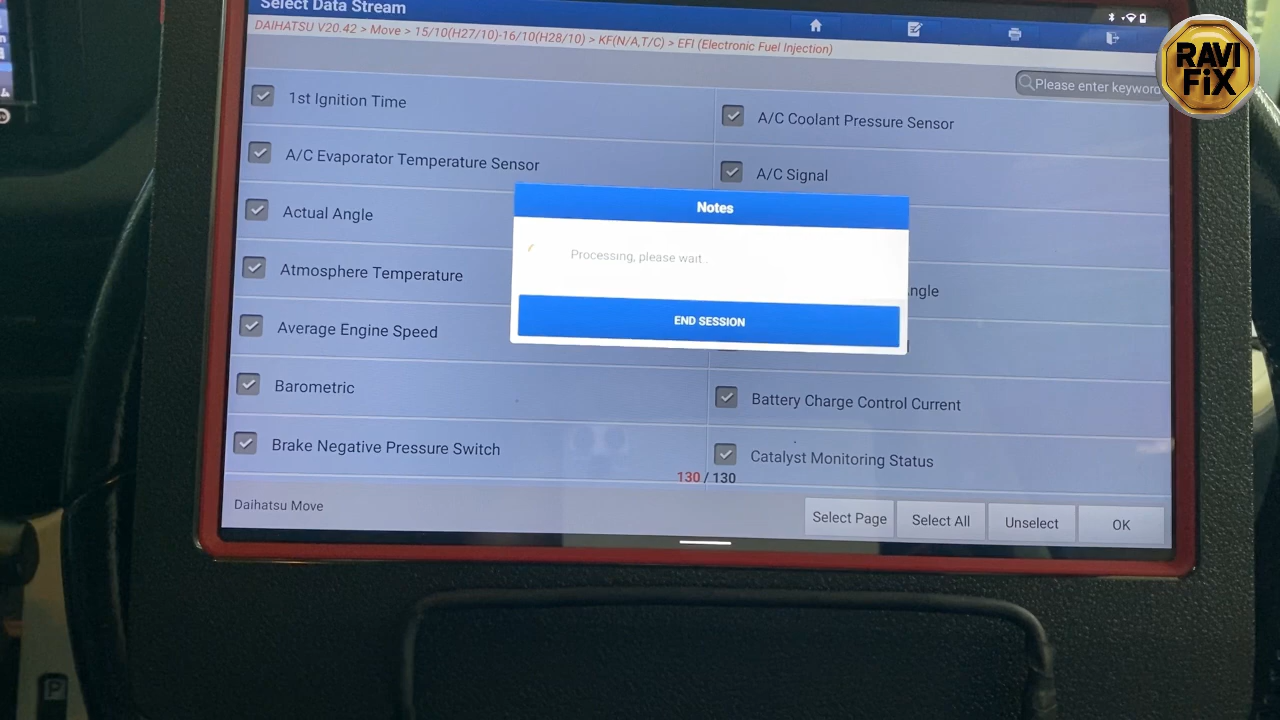 Select Data Stream
DAIHATSU V20.42 > Move > 15/10(H27/10)-16/10(H28/10) > KF(N/A,T/C) > EFI (Electronic Fuel Injection)
RAVI
FiX
Please enter keyword
1st Ignition Time
A/C Coolant Pressure Sensor
A/C Evaporator Temperature Sensor
A/C Signal
Actual Angle
Notes
Processing, please wait .
Atmosphere Temperature
END SESSION
Average Engine Speed
Barometric
Battery Charge Control Current
Brake Negative Pressure Switch
Catalyst Monitoring Status
130 / 130
Daihatsu Move
Select Page
Select All
Unselect
OK
P